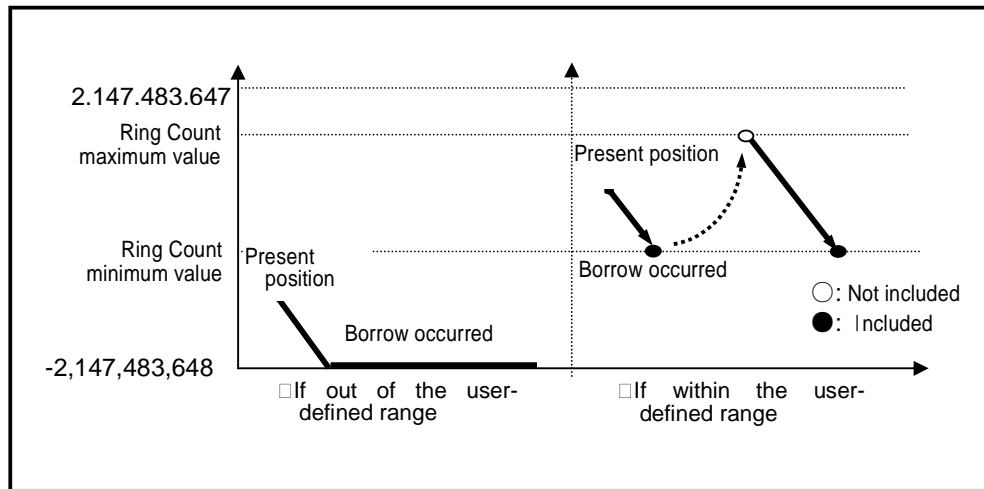 2.147.483.647
Ring Count
maximum value
Present position
Ring Count
minimum value
Present
position
Borrow occurred
○: Not included
●: Included
Borrow occurred
-2,147,483,648
□If out of the user-
defined range
□If within the user-
defined range